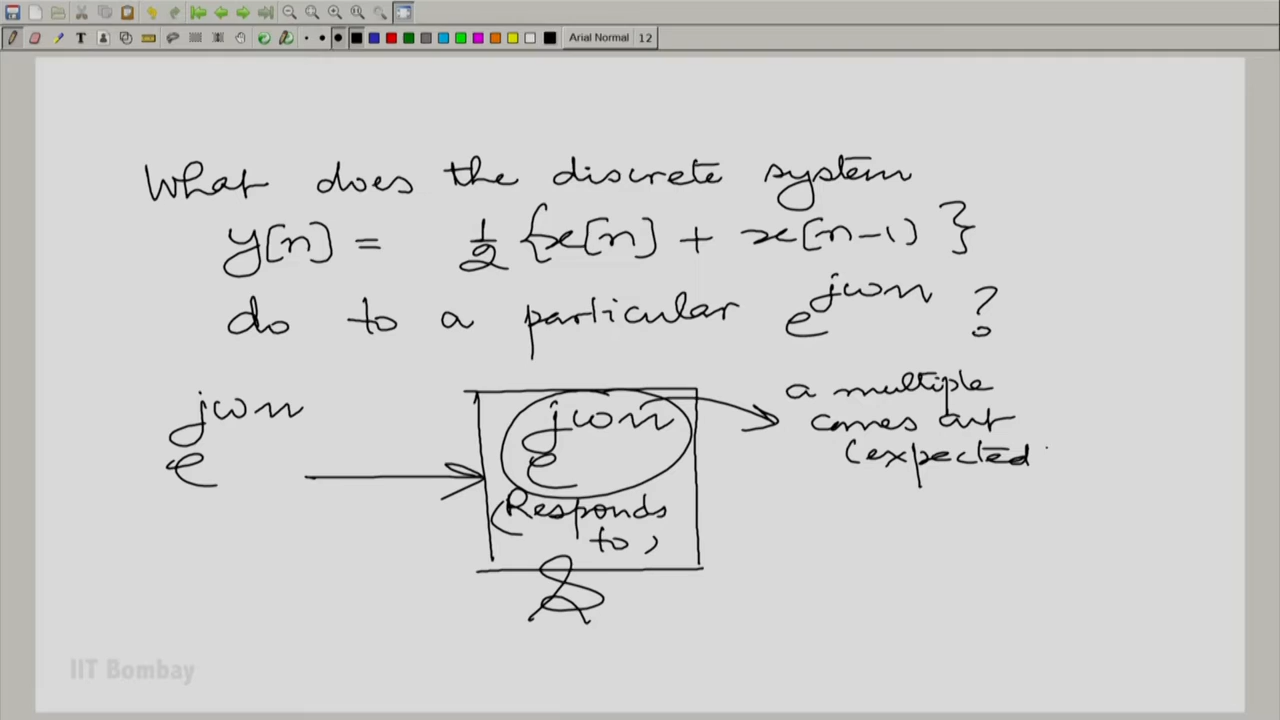 Arial Normal 12
What does the discrete system
y[n] = 1/2 {x[n] + x[n-1)}
do to a particular e^jωn ?
e^jωn
e^jωn
(Responds
to)
S
a multiple
comes out
(expected
IIT Bombay